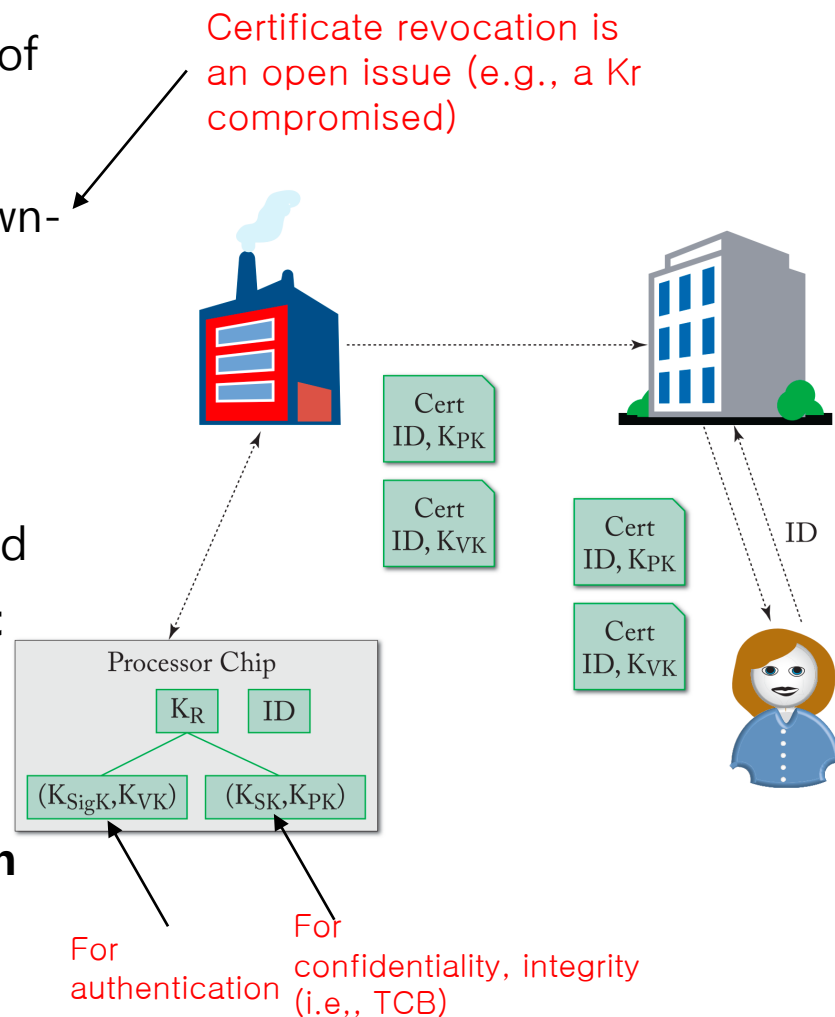 of
wn-
d
:
n
Certificate revocation is
an open issue (e.g., a Kr
compromised)
Cert
ID, KPK
Cert
ID, KVK
Cert
ID, KPK
Cert
ID, KVK
ID
Processor Chip
KR
ID
(KSigK,KVK)
(KSK,KPK)
For
authentication
For
confidentiality, integrity
(i.e,, TCB)